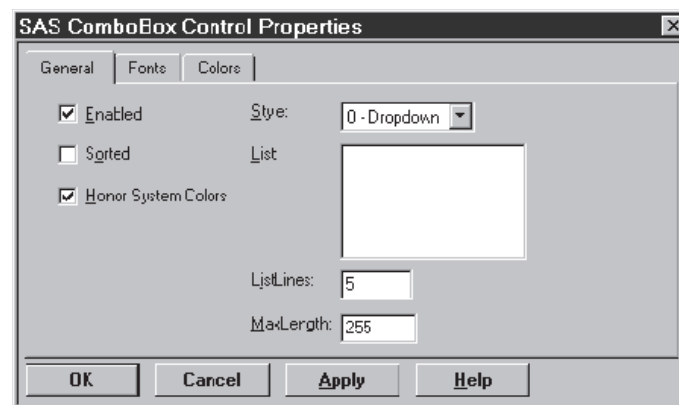 SAS ComboBox Control Properties
General Fonts Colors
Enabled Style: 0 - Dropdown
Sorted List
Honor System Colors
ListLines: 5
MaxLength: 255
OK Cancel Apply Help